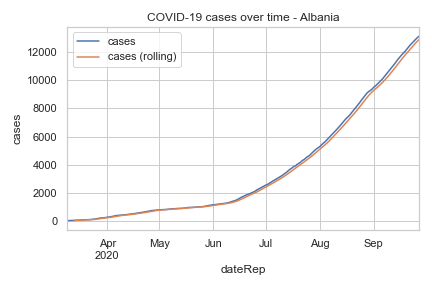 COVID-19 cases over time - Albania
cases
cases (rolling)
12000
10000
8000
6000
4000
2000
0
cases
Apr
2020
May
Jun
Jul
Aug
Sep
dateRep